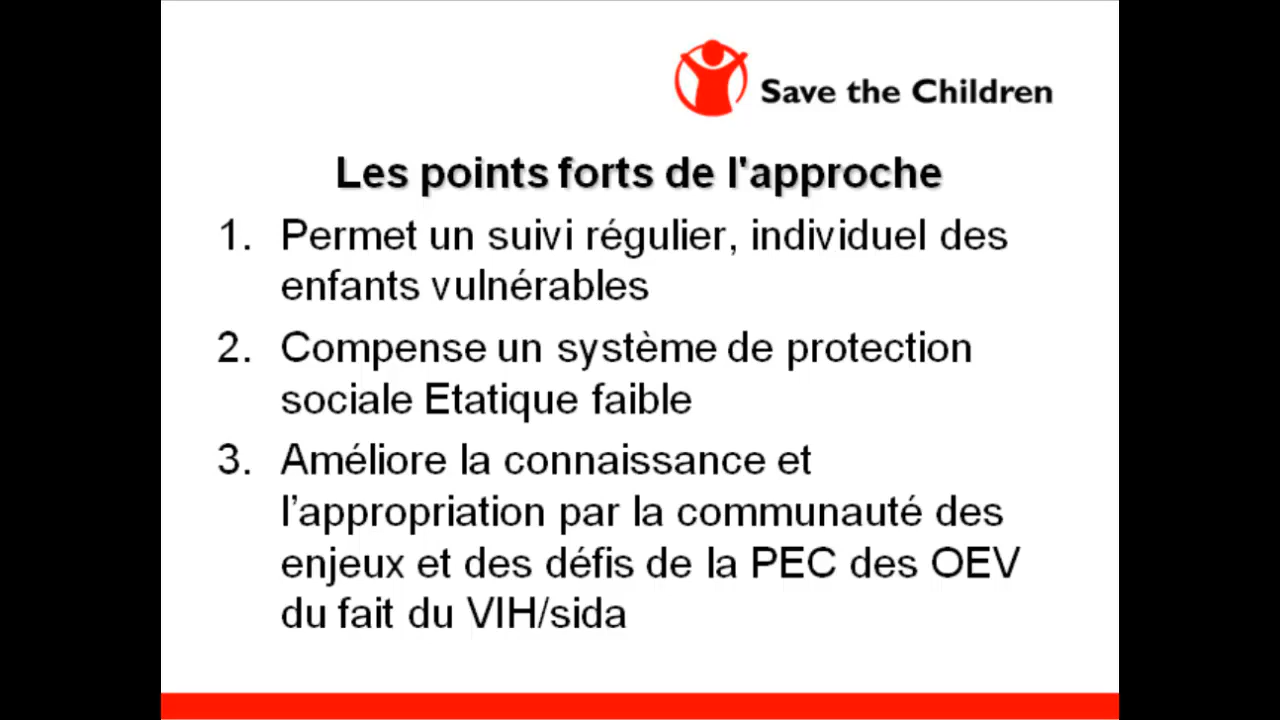 Save the Children
Les points forts de l'approche
1. Permet un suivi régulier, individuel des
enfants vulnérables
2. Compense un système de protection
sociale Etatique faible
3. Améliore la connaissance et
l’appropriation par la communauté des
enjeux et des défis de la PEC des OEV
du fait du VIH/sida